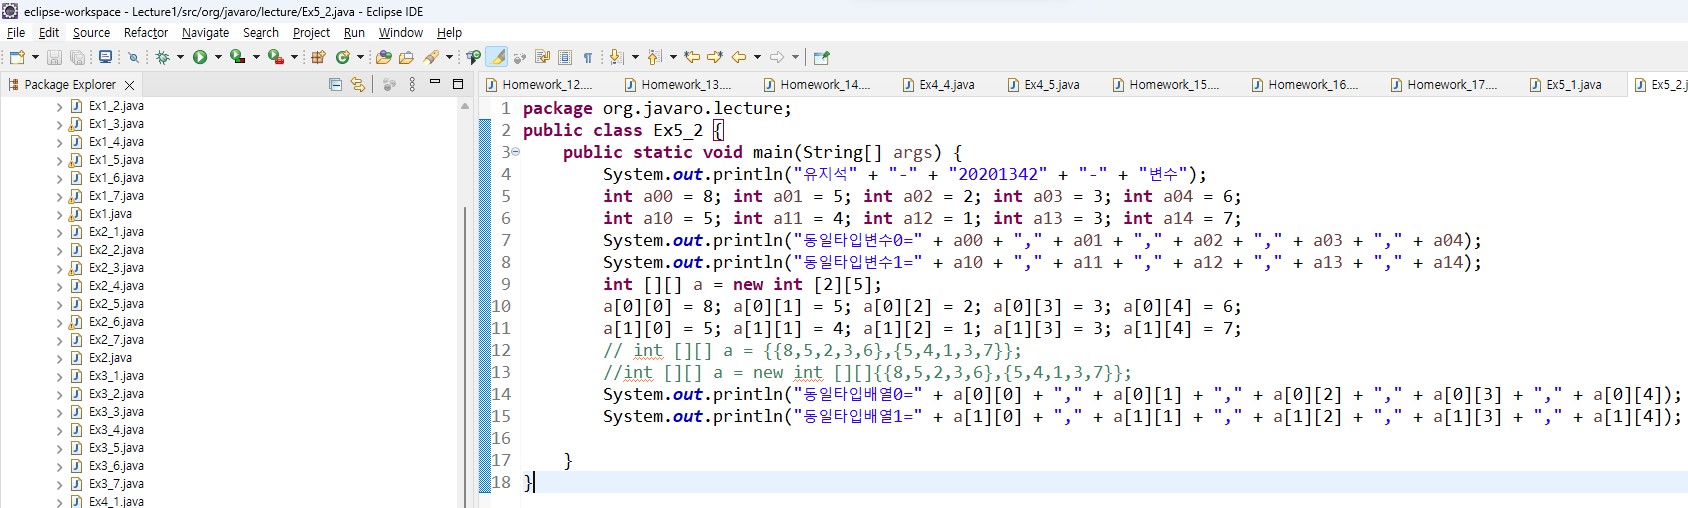 eclipse-workspace - Lecture1/src/org/javaro/lecture/Ex5_2.java - Eclipse IDE
File Edit Source Refactor Navigate Search Project Run Window Help
Package Explorer
Ex1_2.java
Ex1_3.java
Ex1_4.java
Ex1_5.java
Ex1_6.java
Ex1_7.java
Ex1.java
Ex2_1.java
Ex2_2.java
Ex2_3.java
Ex2_4.java
Ex2_5.java
Ex2_6.java
Ex2_7.java
Ex2.java
Ex3_1.java
Ex3_2.java
Ex3_3.java
Ex3_4.java
Ex3_5.java
Ex3_6.java
Ex3_7.java
Ex4_1.java
Homework_12.... Homework_13.... Homework_14.... Ex4_4.java Ex4_5.java Homework_15.... Homework_16.... Homework_17.... Ex5_1.java Ex5_2.j
1 package org.javaro.lecture;
2 public class Ex5_2 {
3 public static void main(String[] args) {
4 System.out.println("유지석" + "-" + "20201342" + "-" + "변수");
5 int a00 = 8; int a01 = 5; int a02 = 2; int a03 = 3; int a04 = 6;
6 int a10 = 5; int a11 = 4; int a12 = 1; int a13 = 3; int a14 = 7;
7 System.out.println("동일타입변수0=" + a00 + "," + a01 + "," + a02 + "," + a03 + "," + a04);
8 System.out.println("동일타입변수1=" + a10 + "," + a11 + "," + a12 + "," + a13 + "," + a14);
9 int [][] a = new int [2][5];
10 a[0][0] = 8; a[0][1] = 5; a[0][2] = 2; a[0][3] = 3; a[0][4] = 6;
11 a[1][0] = 5; a[1][1] = 4; a[1][2] = 1; a[1][3] = 3; a[1][4] = 7;
12 // int [][] a = {{8,5,2,3,6},{5,4,1,3,7}};
13 //int [][] a = new int [][]{{8,5,2,3,6},{5,4,1,3,7}};
14 System.out.println("동일타입배열0=" + a[0][0] + "," + a[0][1] + "," + a[0][2] + "," + a[0][3] + "," + a[0][4]);
15 System.out.println("동일타입배열1=" + a[1][0] + "," + a[1][1] + "," + a[1][2] + "," + a[1][3] + "," + a[1][4]);
16
17 }
18 }